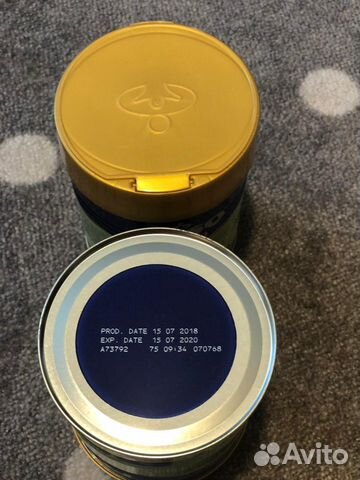 PROD. DATE 15 07 2018
EXP. DATE 15 07 2020
A73792 75 09:34 070768
Avito